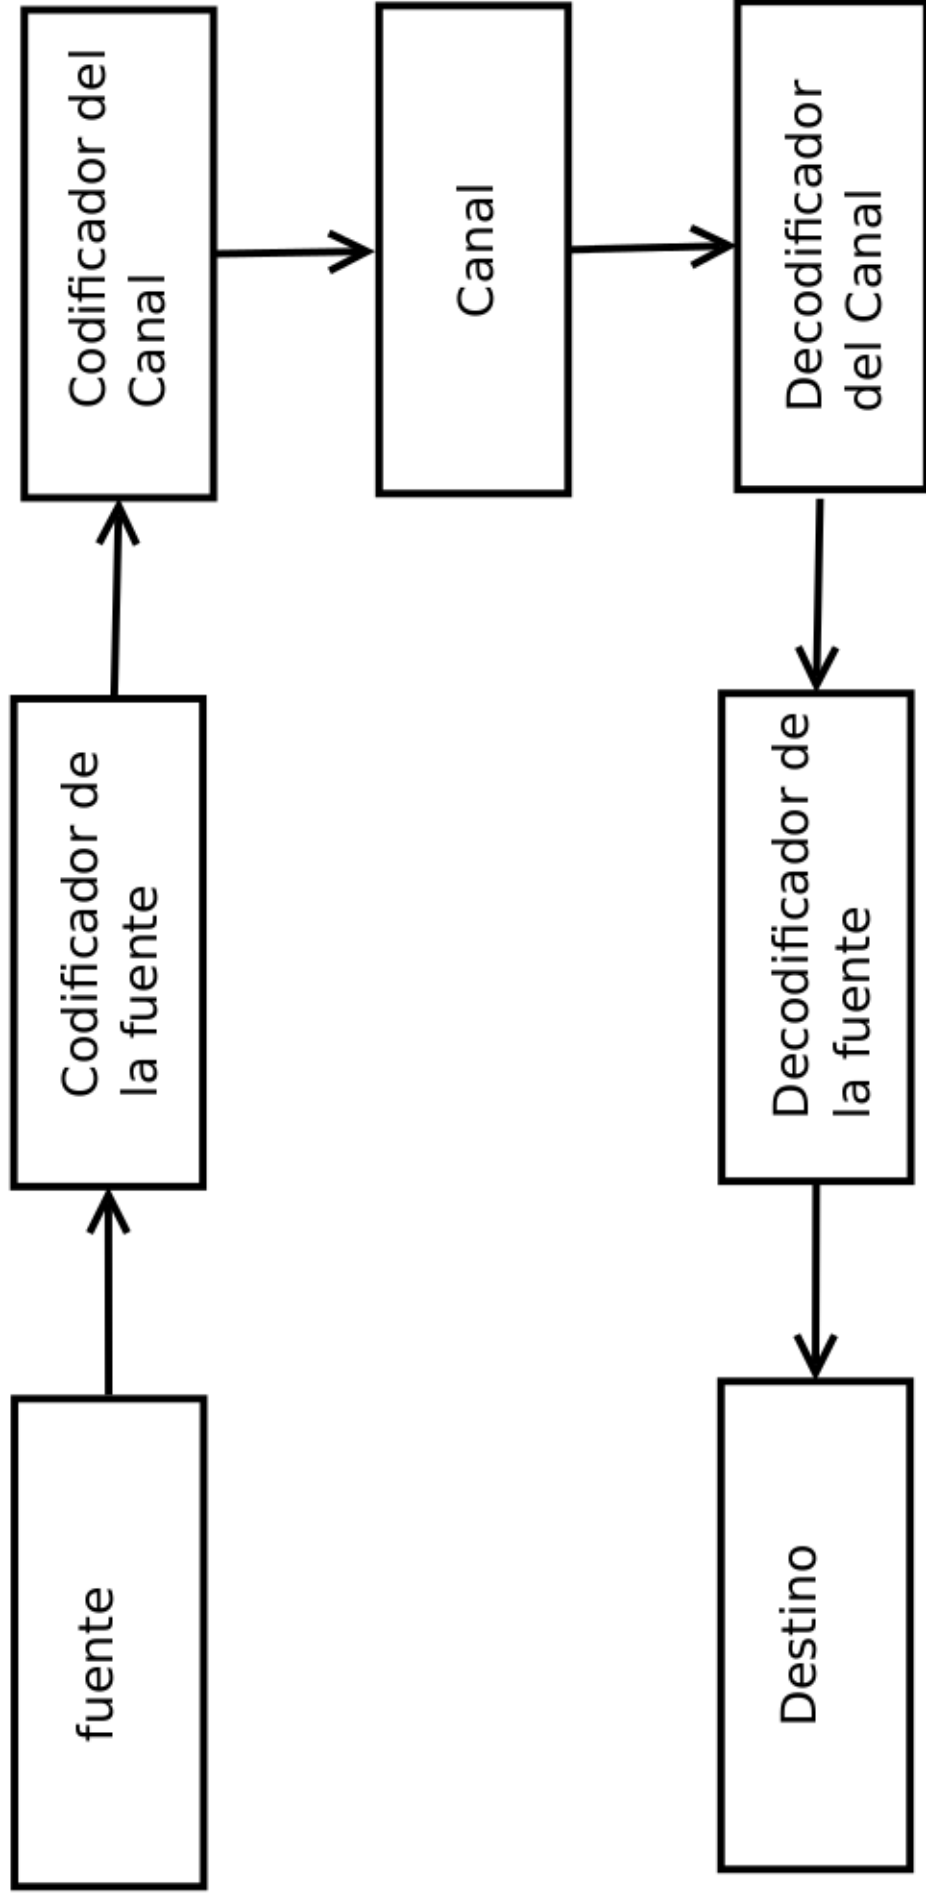 fuente
Codificador de
la fuente
Codificador del
Canal
Canal
Decodificador
del Canal
Decodificador de
la fuente
Destino